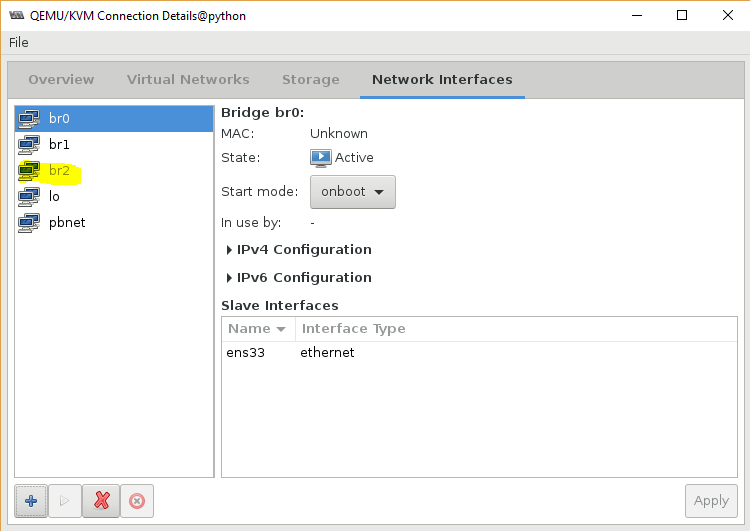 QEMU/KVM Connection Details@python
File
Overview Virtual Networks Storage Network Interfaces
br0
br1
br2
lo
pbnet
Bridge br0:
MAC: Unknown
State: Active
Start mode: onboot
In use by: -
IPv4 Configuration
IPv6 Configuration
Slave Interfaces
Name Interface Type
ens33 ethernet
Apply